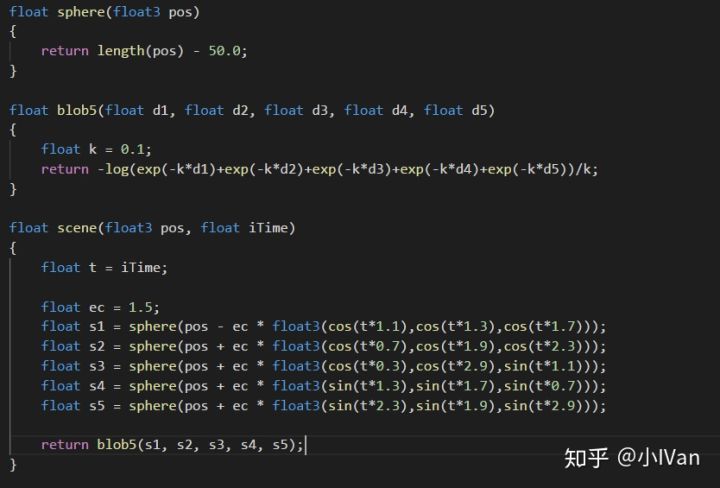 float sphere(float3 pos)
{
    return length(pos) - 50.0;
}
float blob5(float d1, float d2, float d3, float d4, float d5)
{
    float k = 0.1;
    return -log(exp(-k*d1)+exp(-k*d2)+exp(-k*d3)+exp(-k*d4)+exp(-k*d5))/k;
}
float scene(float3 pos, float iTime)
{
    float t = iTime;
    float ec = 1.5;
    float s1 = sphere(pos - ec * float3(cos(t*1.1),cos(t*1.3),cos(t*1.7)));
    float s2 = sphere(pos + ec * float3(cos(t*0.7),cos(t*1.9),cos(t*2.3)));
    float s3 = sphere(pos + ec * float3(cos(t*0.3),cos(t*2.9),sin(t*1.1)));
    float s4 = sphere(pos + ec * float3(sin(t*1.3),sin(t*1.7),sin(t*0.7)));
    float s5 = sphere(pos + ec * float3(sin(t*2.3),sin(t*1.9),sin(t*2.9)));
    return blob5(s1, s2, s3, s4, s5);
}
知乎 @小IVan